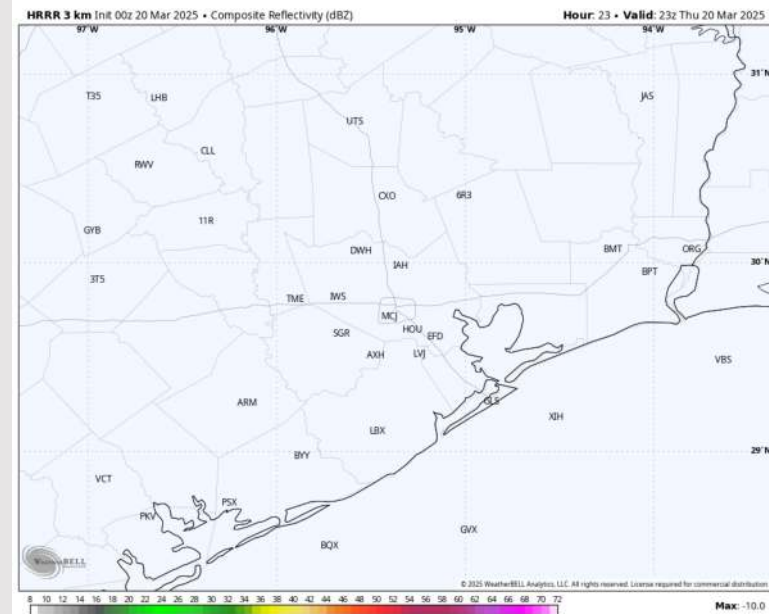 HRRR 3 km Init 00z 20 Mar 2025 • Composite Reflectivity (dBZ) Hour: 23 • Valid: 23z Thu 20 Mar 2025
97°W 96°W 95°W 94°W
31°N
T35 LHB JAS
UTS
CLL
RWV
CXO 6R3
11R
GYB
DWH BMT ORG
IAH 30°N
3T5 BPT
TME IWS
MCJ
SGR HOU EFD
AXH LVJ VBS
ARM GLS
XIH
LBX
BYY 29°N
VCT
PSX
PKV
GVX
BQX
WeatherBELL
© 2025 WeatherBELL Analytics, LLC. All rights reserved. License required for commercial distribution.
8 10 12 14 16 18 20 22 24 26 28 30 32 34 36 38 40 42 44 46 48 50 52 54 56 58 60 62 64 66 68 70 72
Max: -10.0